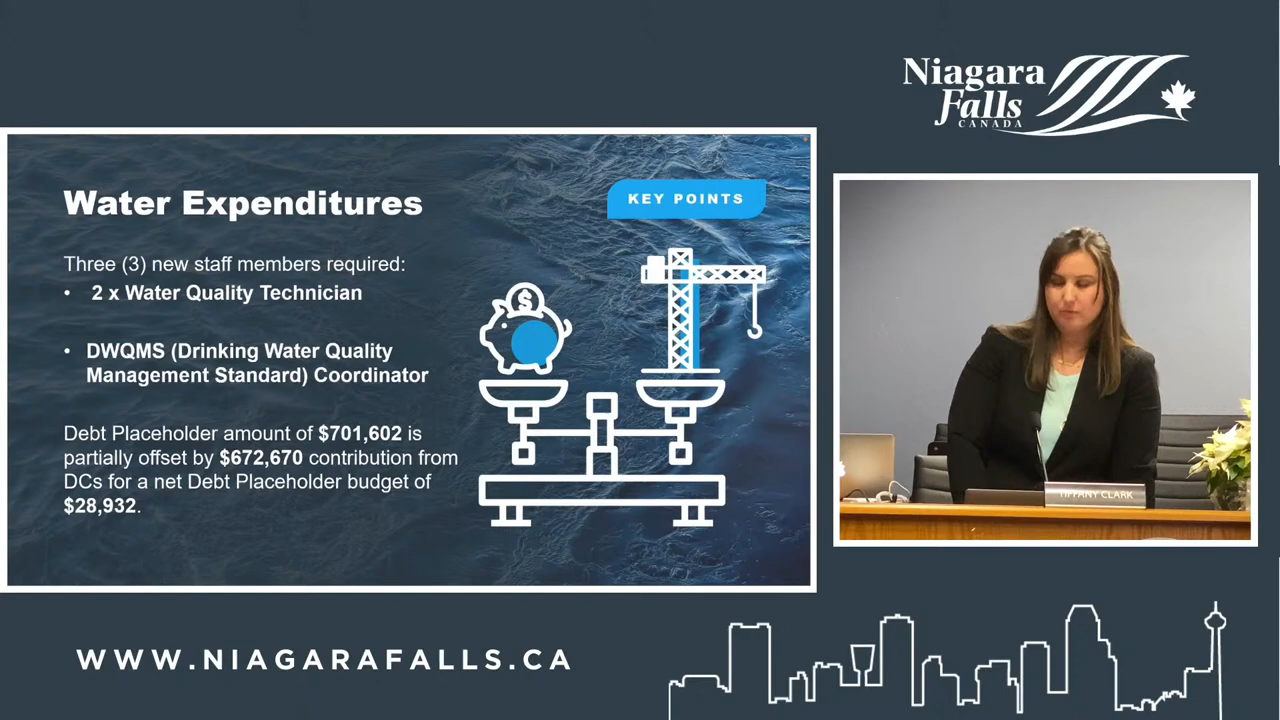 Niagara
Falls
CANADA
Water Expenditures
KEY POINTS
Three (3) new staff members required:
• 2 x Water Quality Technician
• DWQMS (Drinking Water Quality
Management Standard) Coordinator
Debt Placeholder amount of $701,602 is
partially offset by $672,670 contribution from
DCs for a net Debt Placeholder budget of
$28,932.
$
TIFFANY CLARK
WWW.NIAGARAFALLS.CA